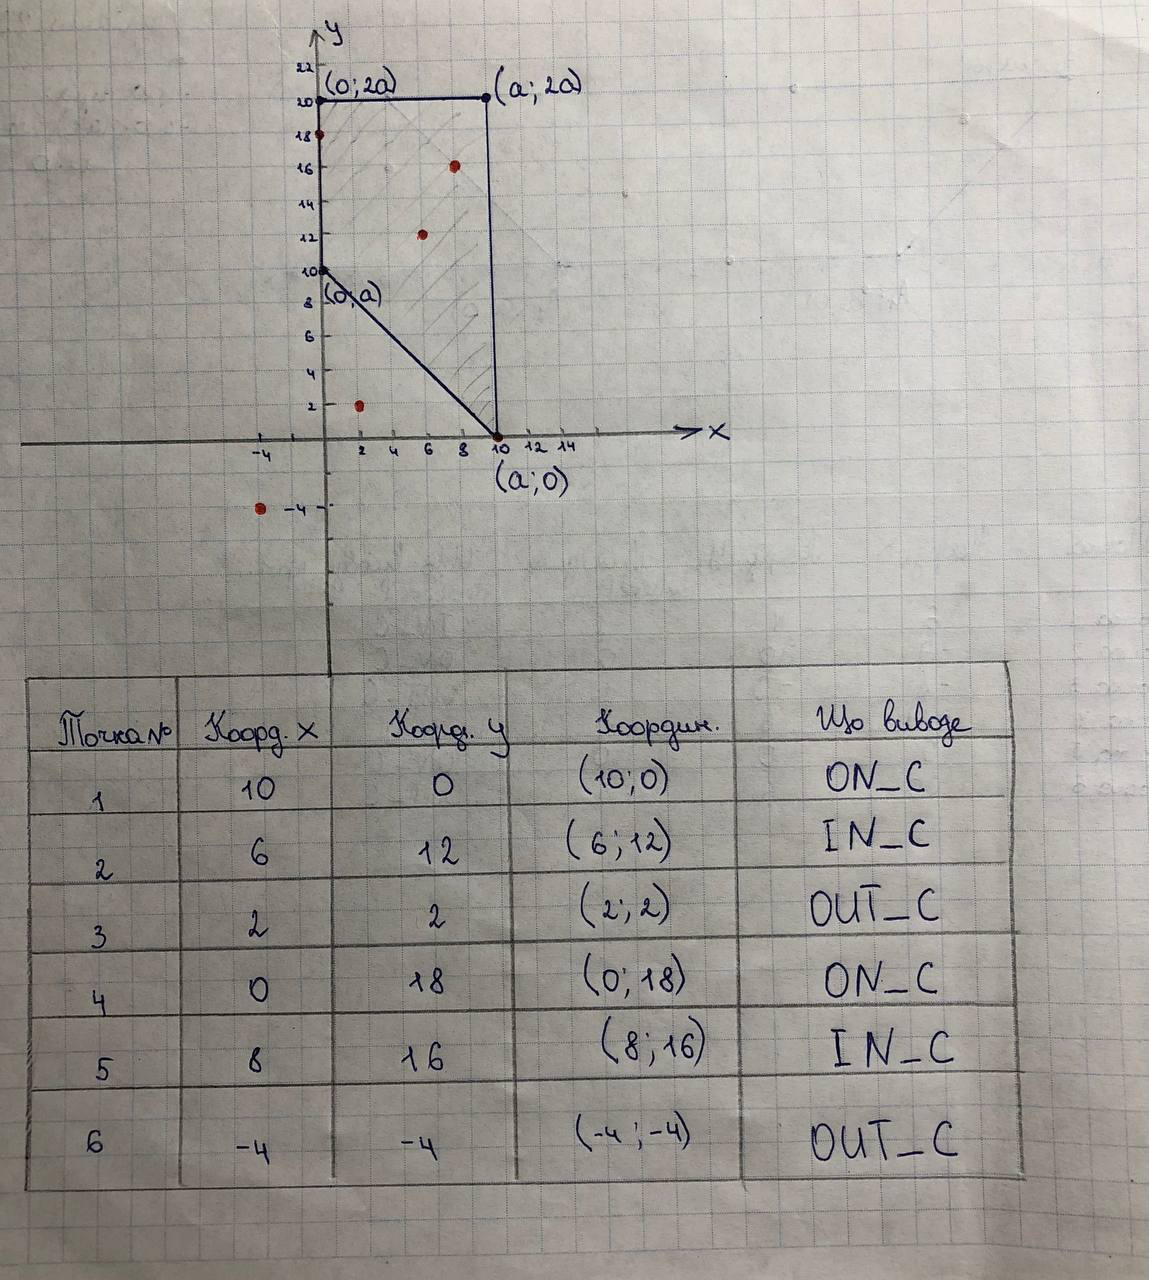 y
22
(0; 2a)
(a; 2a)
20
18
16
14
12
10
(0; a)
8
6
4
2
-4 2 4 6 8 10 12 14 x
(a; 0)
-4
Точка № Коорд. x Коорд. y Координ. Що виводе
1 10 0 (10; 0) ON_C
2 6 12 (6; 12) IN_C
3 2 2 (2; 2) OUT_C
4 0 18 (0; 18) ON_C
5 8 16 (8; 16) IN_C
6 -4 -4 (-4; -4) OUT_C